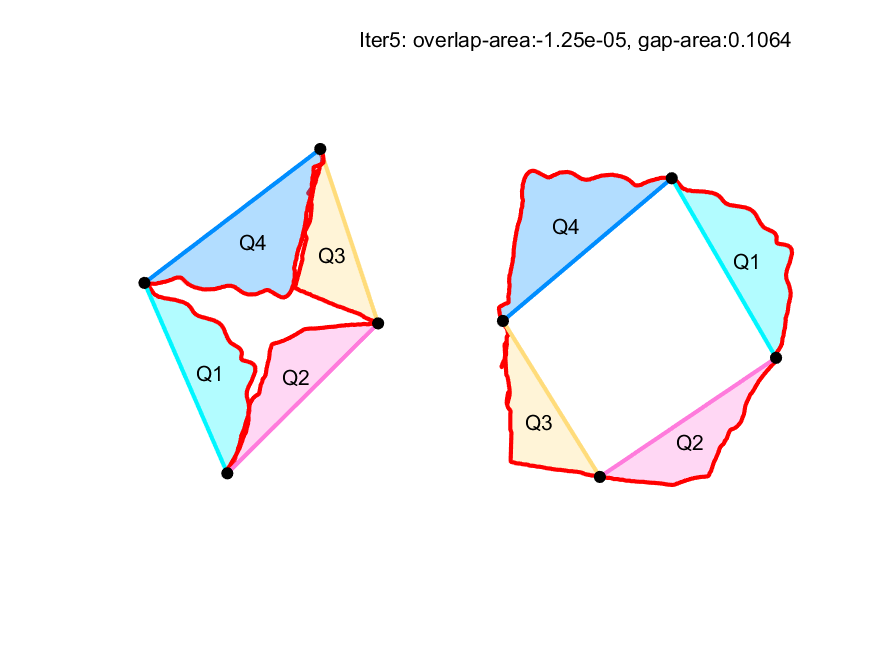 Iter5: overlap-area:-1.25e-05, gap-area:0.1064
Q4
Q3
Q1
Q2
Q4
Q1
Q3
Q2